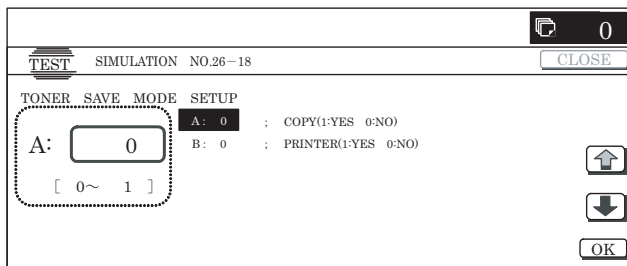 0
TEST SIMULATION NO.26-18
CLOSE
TONER SAVE MODE SETUP
A: 0 ; COPY(1:YES 0:NO)
B: 0 ; PRINTER(1:YES 0:NO)
A: 0
[ 0～ 1 ]
OK